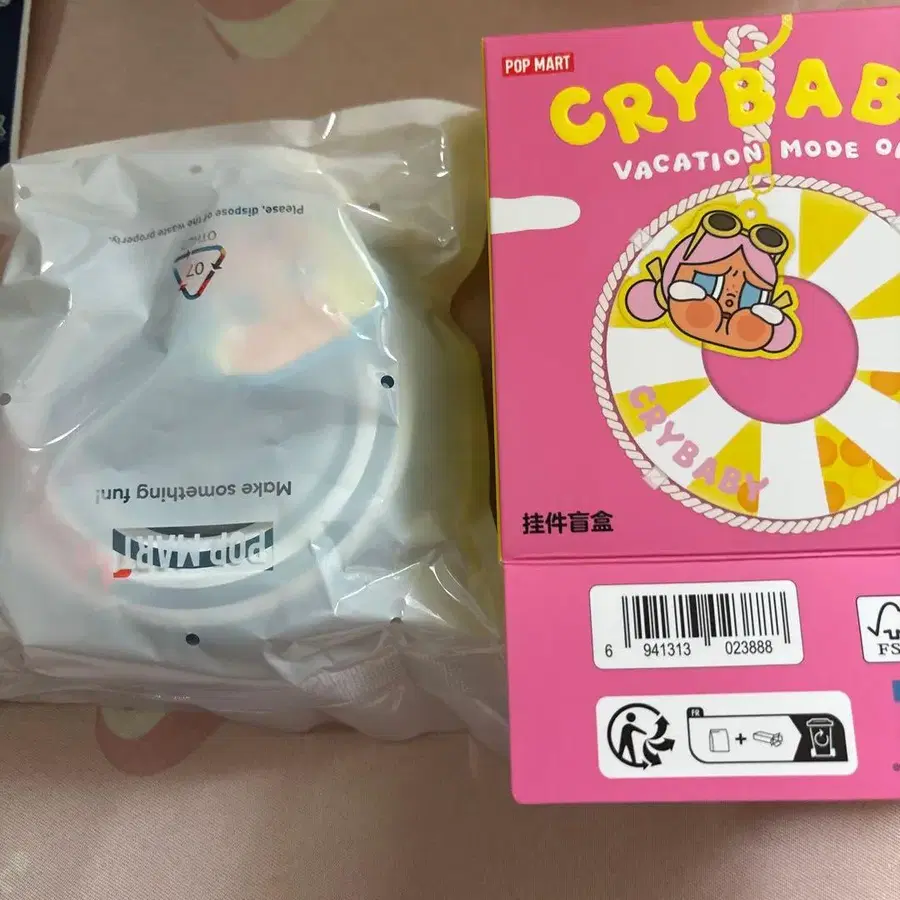 Please, dispose of the waste properly.
07
Make something fun!
POP MART
POP MART
CRYBAB
VACATION MODE O
CRYBABY
挂件盲盒
6 941313 023888
FS
FR
+